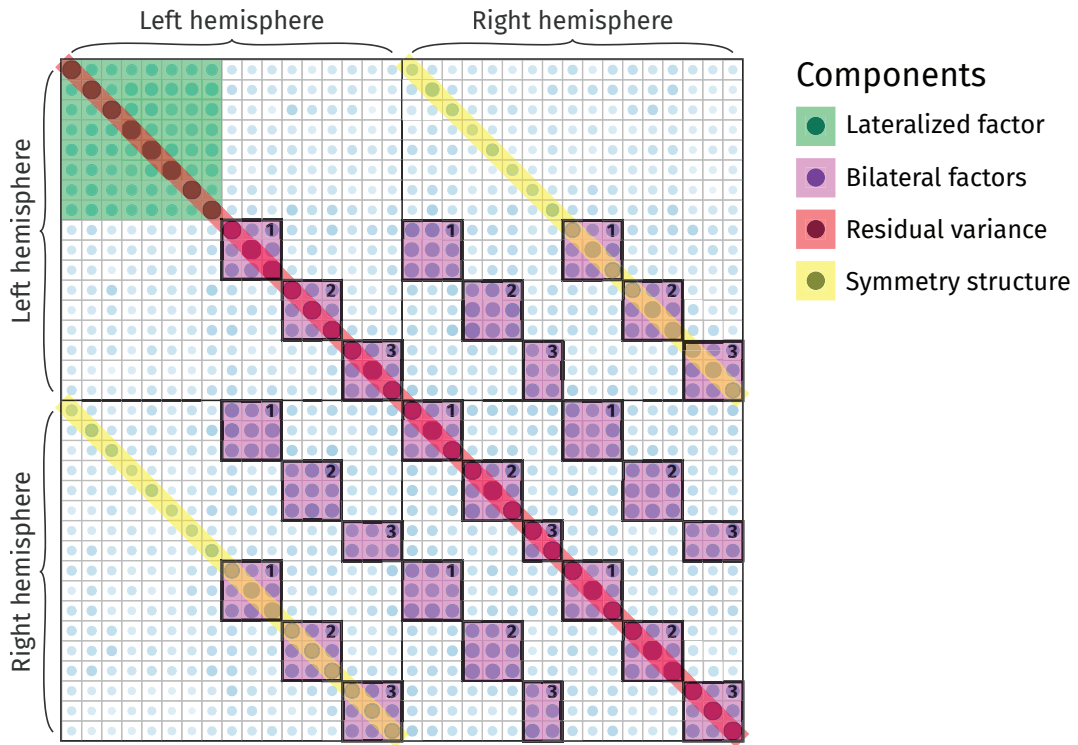 Left hemisphere
Right hemisphere
Left hemisphere
Right hemisphere
Components
Lateralized factor
Bilateral factors
Residual variance
Symmetry structure
1 1 1
2 2 2
3 3 3
1 1 1
2 2 2
3 3 3
1 1 1
2 2 2
3 3 3